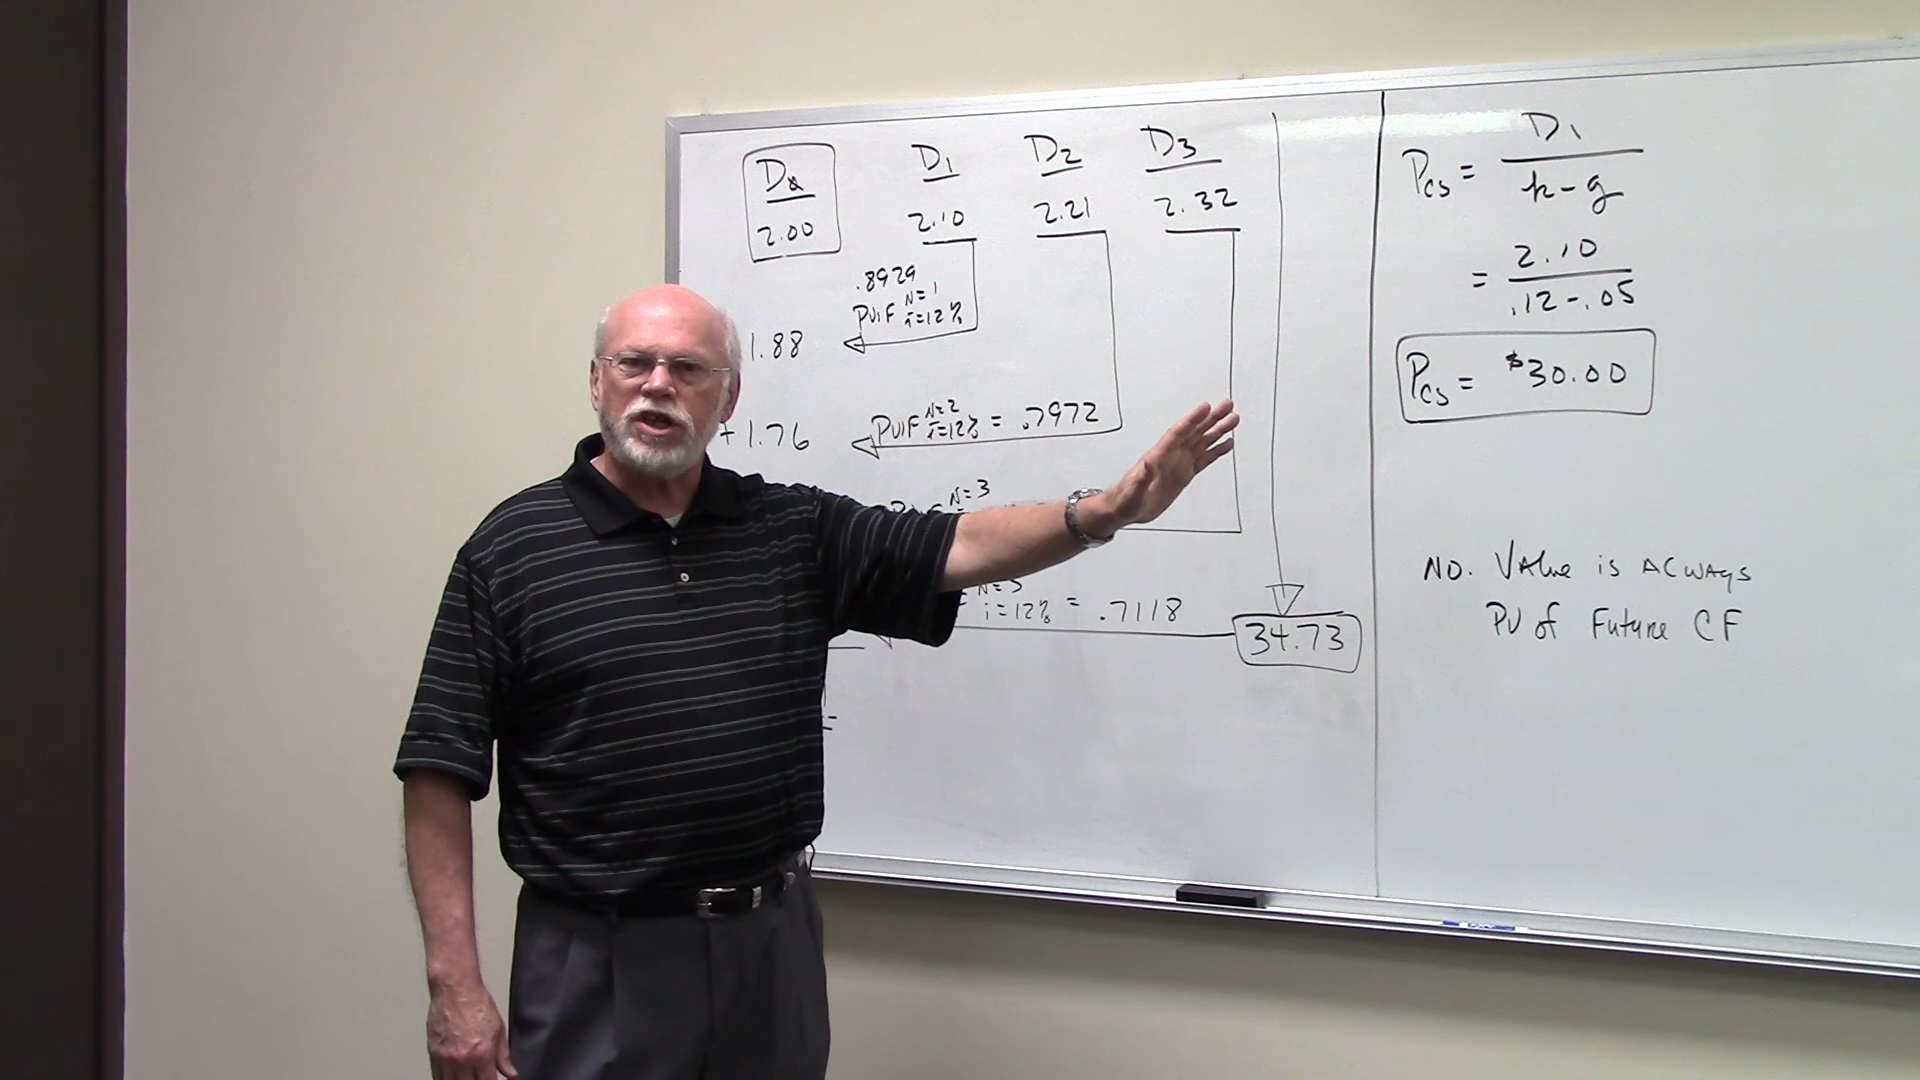 D0 D1 D2 D3
2.00 2.10 2.21 2.32
.8929
PVIF N=1 i=12%
1.88
+ 1.76 PVIF N=2 i=12% = .7972
N=3
N=3
i=12% = .7118
34.73
Pcs = D1 / k-g
= 2.10 / .12-.05
Pcs = $30.00
NO. VAlue is ALWAYs
PV of Future CF